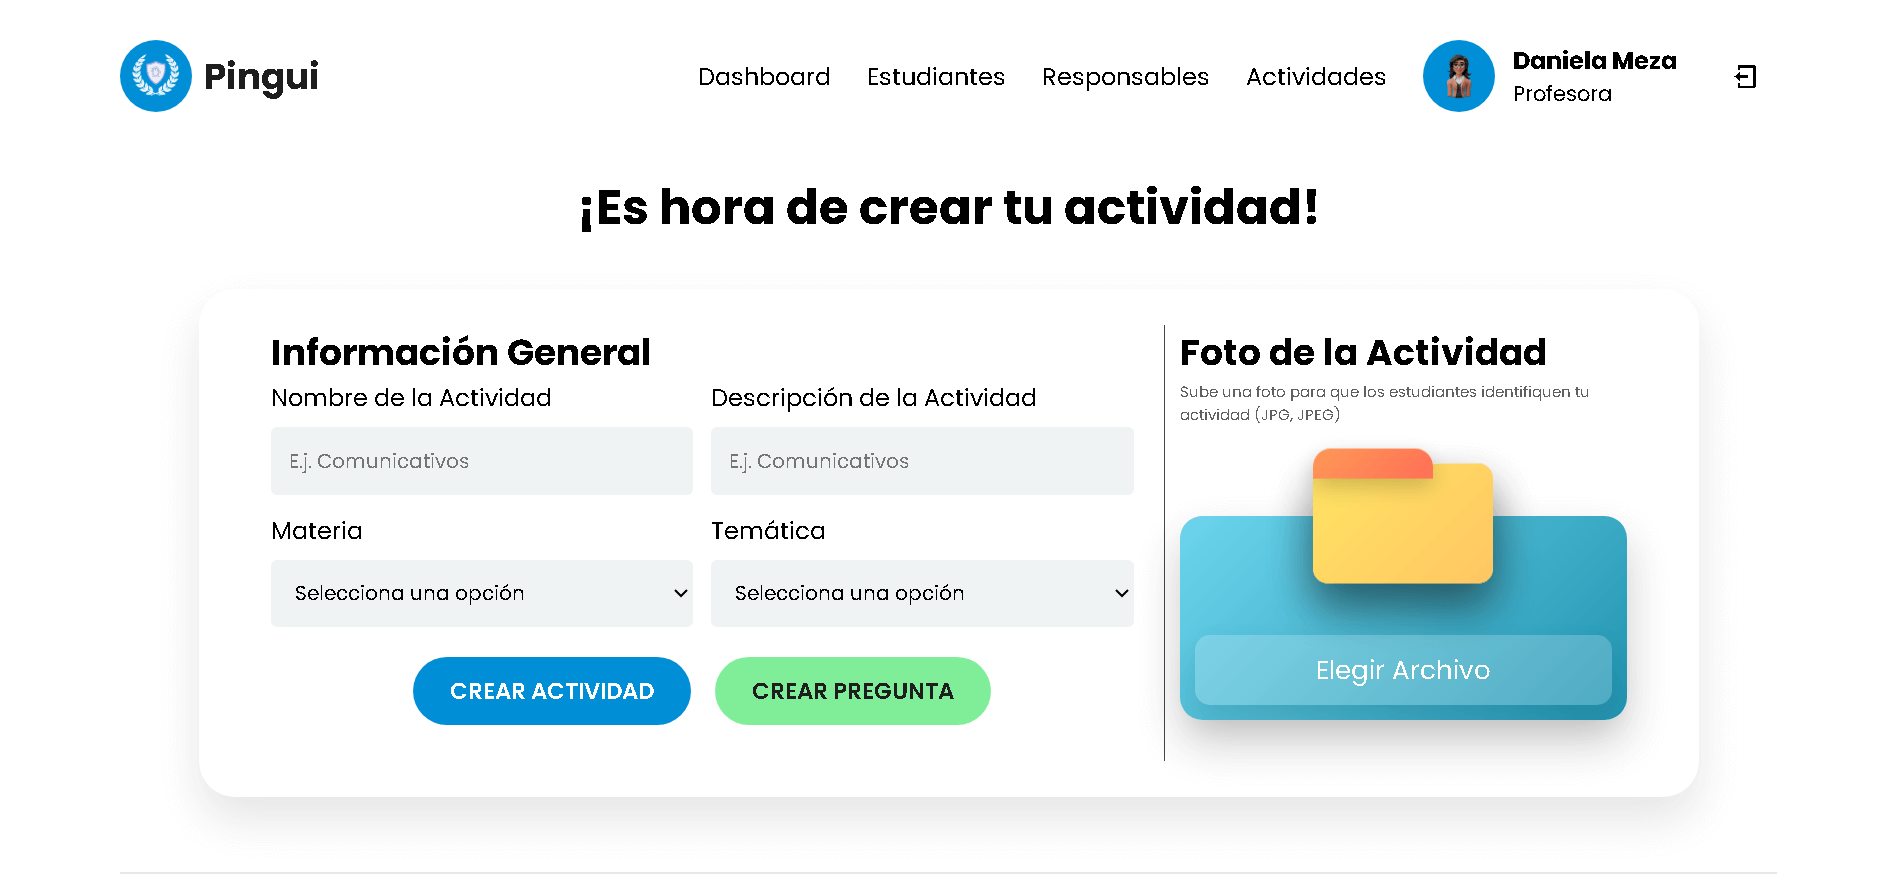 Pingui
Dashboard
Estudiantes
Responsables
Actividades
Daniela Meza
Profesora
¡Es hora de crear tu actividad!
Información General
Nombre de la Actividad
E.j. Comunicativos
Descripción de la Actividad
E.j. Comunicativos
Materia
Selecciona una opción
Temática
Selecciona una opción
CREAR ACTIVIDAD
CREAR PREGUNTA
Foto de la Actividad
Sube una foto para que los estudiantes identifiquen tu
actividad (JPG, JPEG)
Elegir Archivo